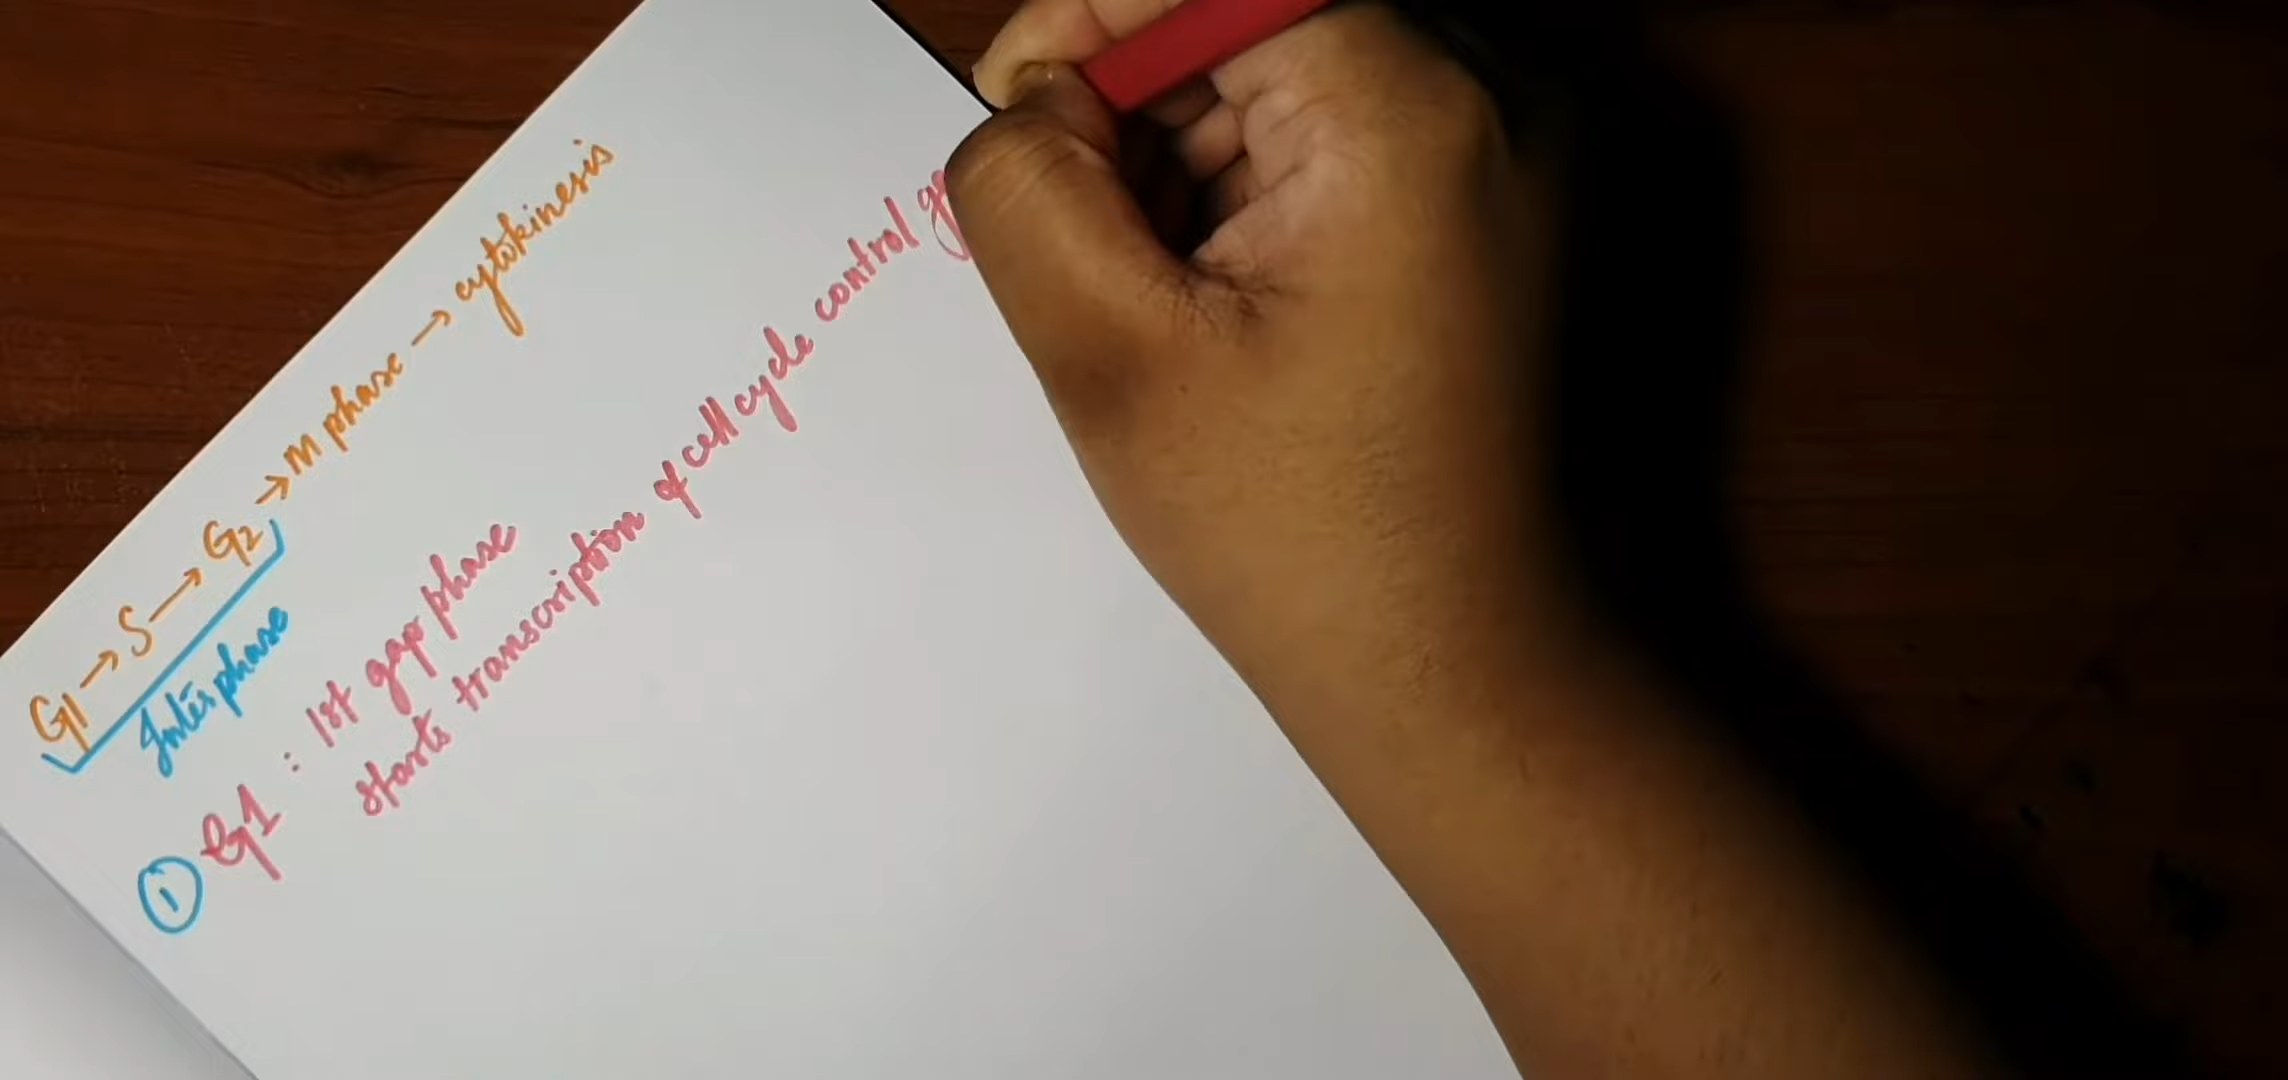 G1 → S → G2 → M phase → cytokinesis
Interphase
① G1 : 1st gap phase
starts transcription of cell cycle control